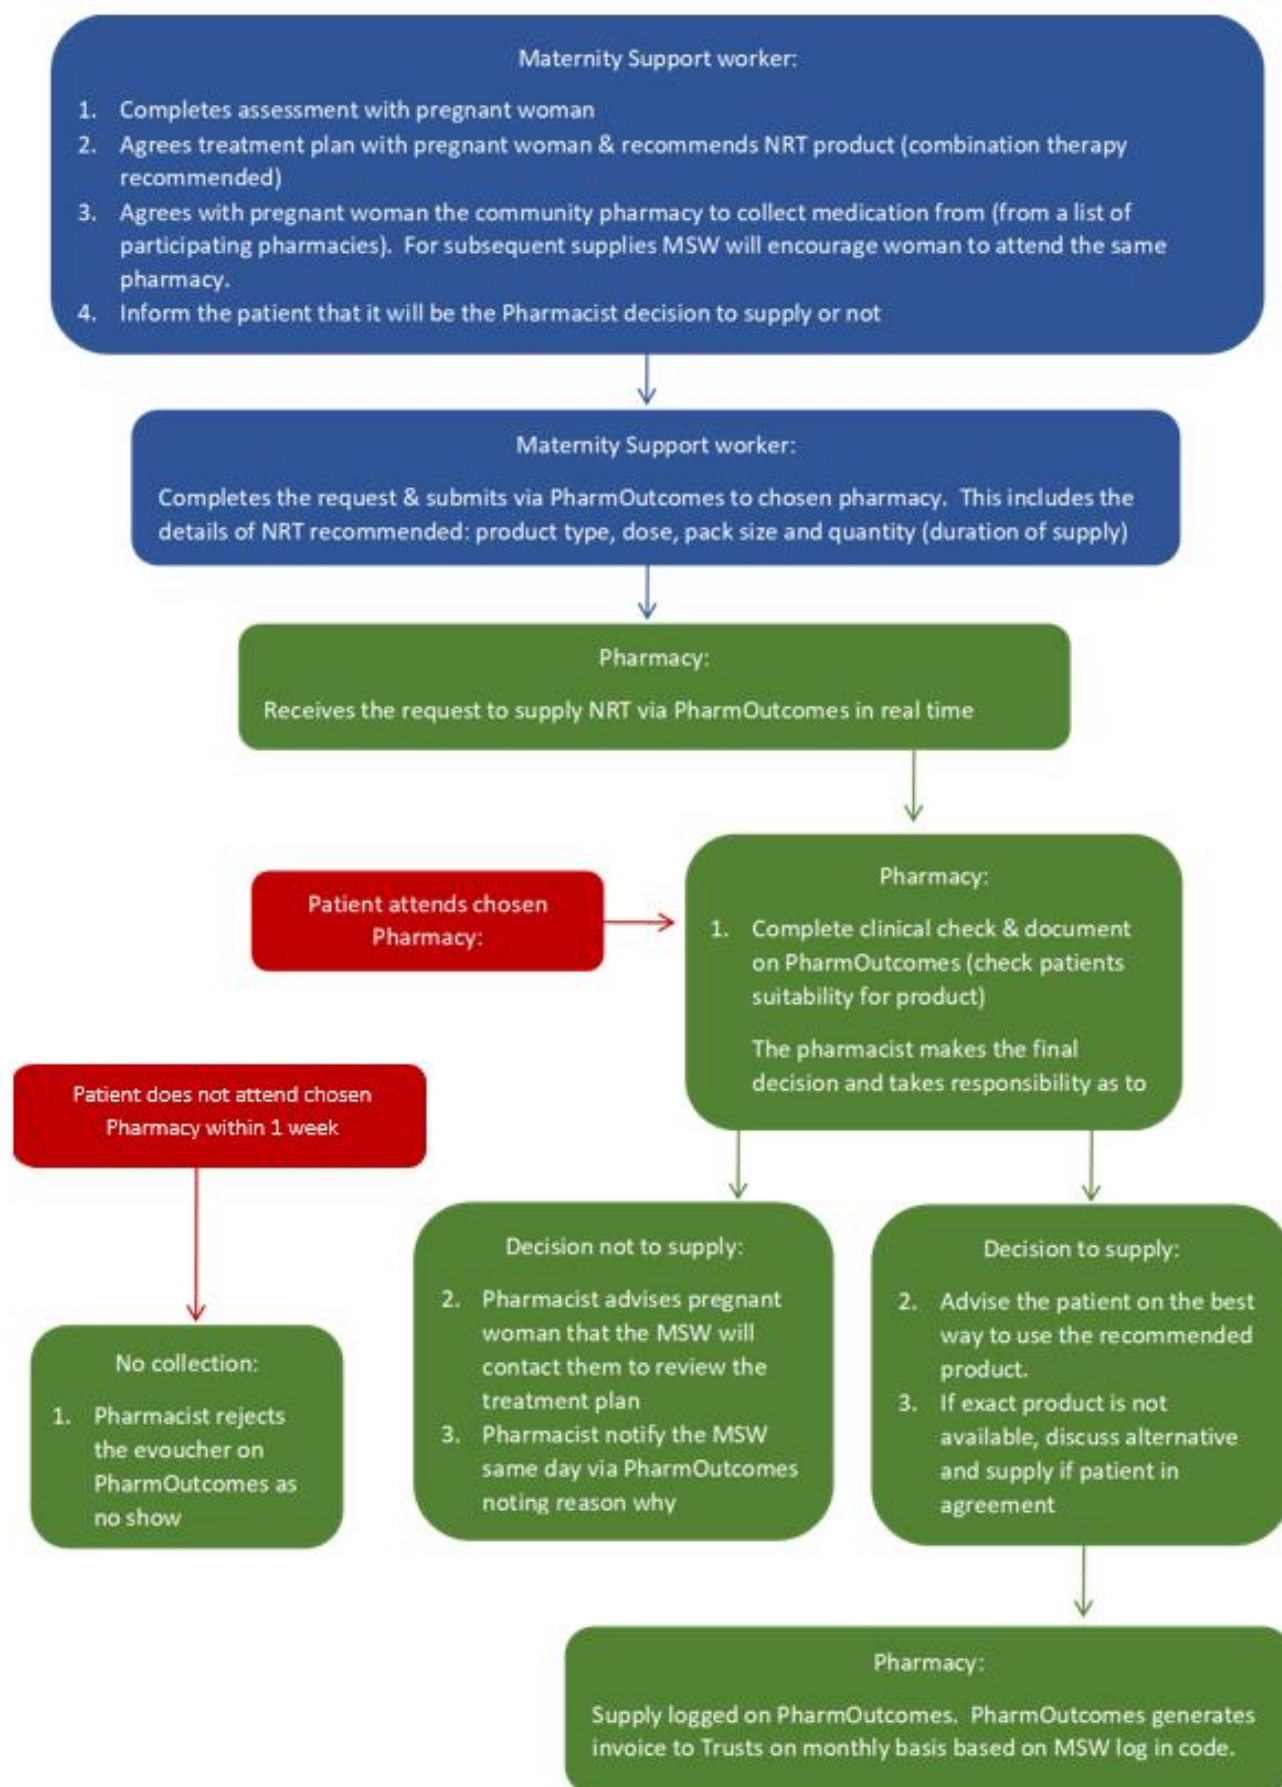 Maternity Support worker:
1. Completes assessment with pregnant woman
2. Agrees treatment plan with pregnant woman & recommends NRT product (combination therapy
recommended)
3. Agrees with pregnant woman the community pharmacy to collect medication from (from a list of
participating pharmacies). For subsequent supplies MSW will encourage woman to attend the same
pharmacy.
4. Inform the patient that it will be the Pharmacist decision to supply or not
Maternity Support worker:
Completes the request & submits via PharmOutcomes to chosen pharmacy. This includes the
details of NRT recommended: product type, dose, pack size and quantity (duration of supply)
Pharmacy:
Receives the request to supply NRT via PharmOutcomes in real time
Patient attends chosen
Pharmacy:
Pharmacy:
1. Complete clinical check & document
on PharmOutcomes (check patients
suitability for product)
The pharmacist makes the final
decision and takes responsibility as to
Patient does not attend chosen
Pharmacy within 1 week
No collection:
1. Pharmacist rejects
the evoucher on
PharmOutcomes as
no show
Decision not to supply:
2. Pharmacist advises pregnant
woman that the MSW will
contact them to review the
treatment plan
3. Pharmacist notify the MSW
same day via PharmOutcomes
noting reason why
Decision to supply:
2. Advise the patient on the best
way to use the recommended
product.
3. If exact product is not
available, discuss alternative
and supply if patient in
agreement
Pharmacy:
Supply logged on PharmOutcomes. PharmOutcomes generates
invoice to Trusts on monthly basis based on MSW log in code.